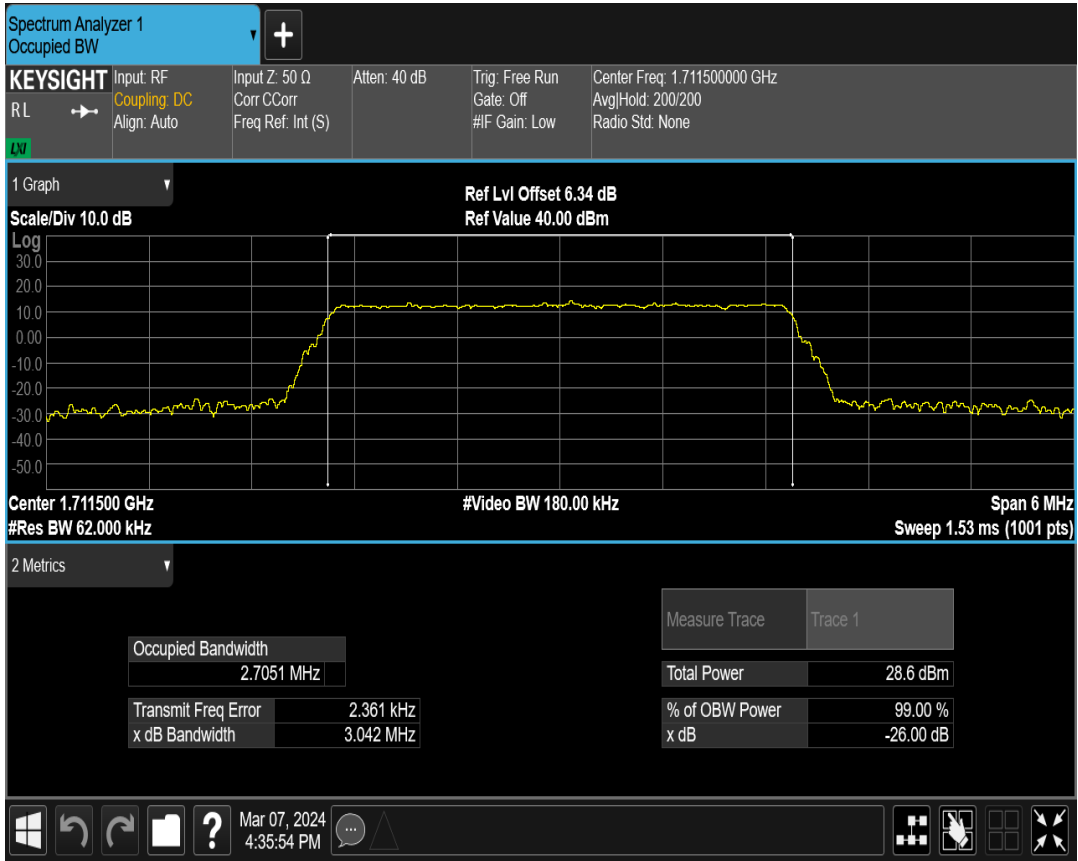 Spectrum Analyzer 1
Occupied BW
+
KEYSIGHT
RL
LXI
Input: RF
Coupling: DC
Align: Auto
Input Z: 50 Ω
Corr CCorr
Freq Ref: Int (S)
Atten: 40 dB
Trig: Free Run
Gate: Off
#IF Gain: Low
Center Freq: 1.711500000 GHz
Avg|Hold: 200/200
Radio Std: None
1 Graph
Scale/Div 10.0 dB
Ref Lvl Offset 6.34 dB
Ref Value 40.00 dBm
Log
30.0
20.0
10.0
0.00
-10.0
-20.0
-30.0
-40.0
-50.0
Center 1.711500 GHz
#Video BW 180.00 kHz
Span 6 MHz
#Res BW 62.000 kHz
Sweep 1.53 ms (1001 pts)
2 Metrics
Measure Trace Trace 1
Occupied Bandwidth
2.7051 MHz
Total Power 28.6 dBm
Transmit Freq Error 2.361 kHz
% of OBW Power 99.00 %
x dB Bandwidth 3.042 MHz
x dB -26.00 dB
?
Mar 07, 2024
4:35:54 PM